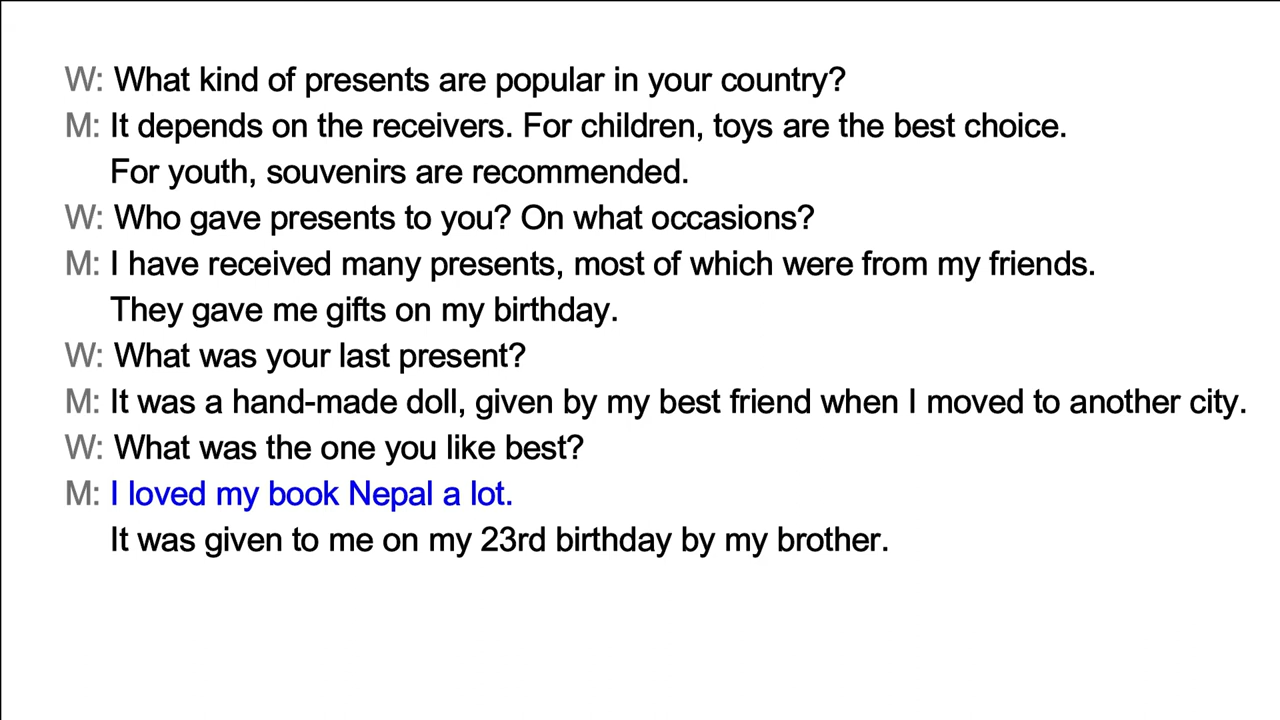 W: What kind of presents are popular in your country?
M: It depends on the receivers. For children, toys are the best choice.
For youth, souvenirs are recommended.
W: Who gave presents to you? On what occasions?
M: I have received many presents, most of which were from my friends.
They gave me gifts on my birthday.
W: What was your last present?
M: It was a hand-made doll, given by my best friend when I moved to another city.
W: What was the one you like best?
M: I loved my book Nepal a lot.
It was given to me on my 23rd birthday by my brother.